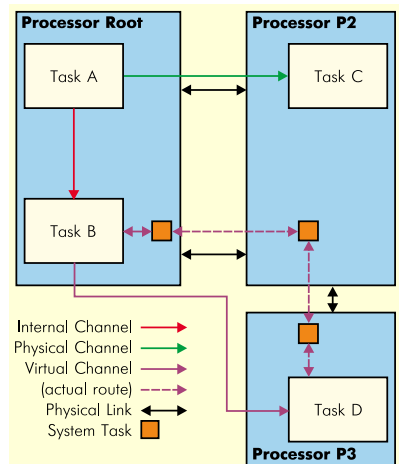 Processor Root
Processor P2
Task A
Task C
Task B
Internal Channel
Physical Channel
Virtual Channel
(actual route)
Physical Link
System Task
Task D
Processor P3